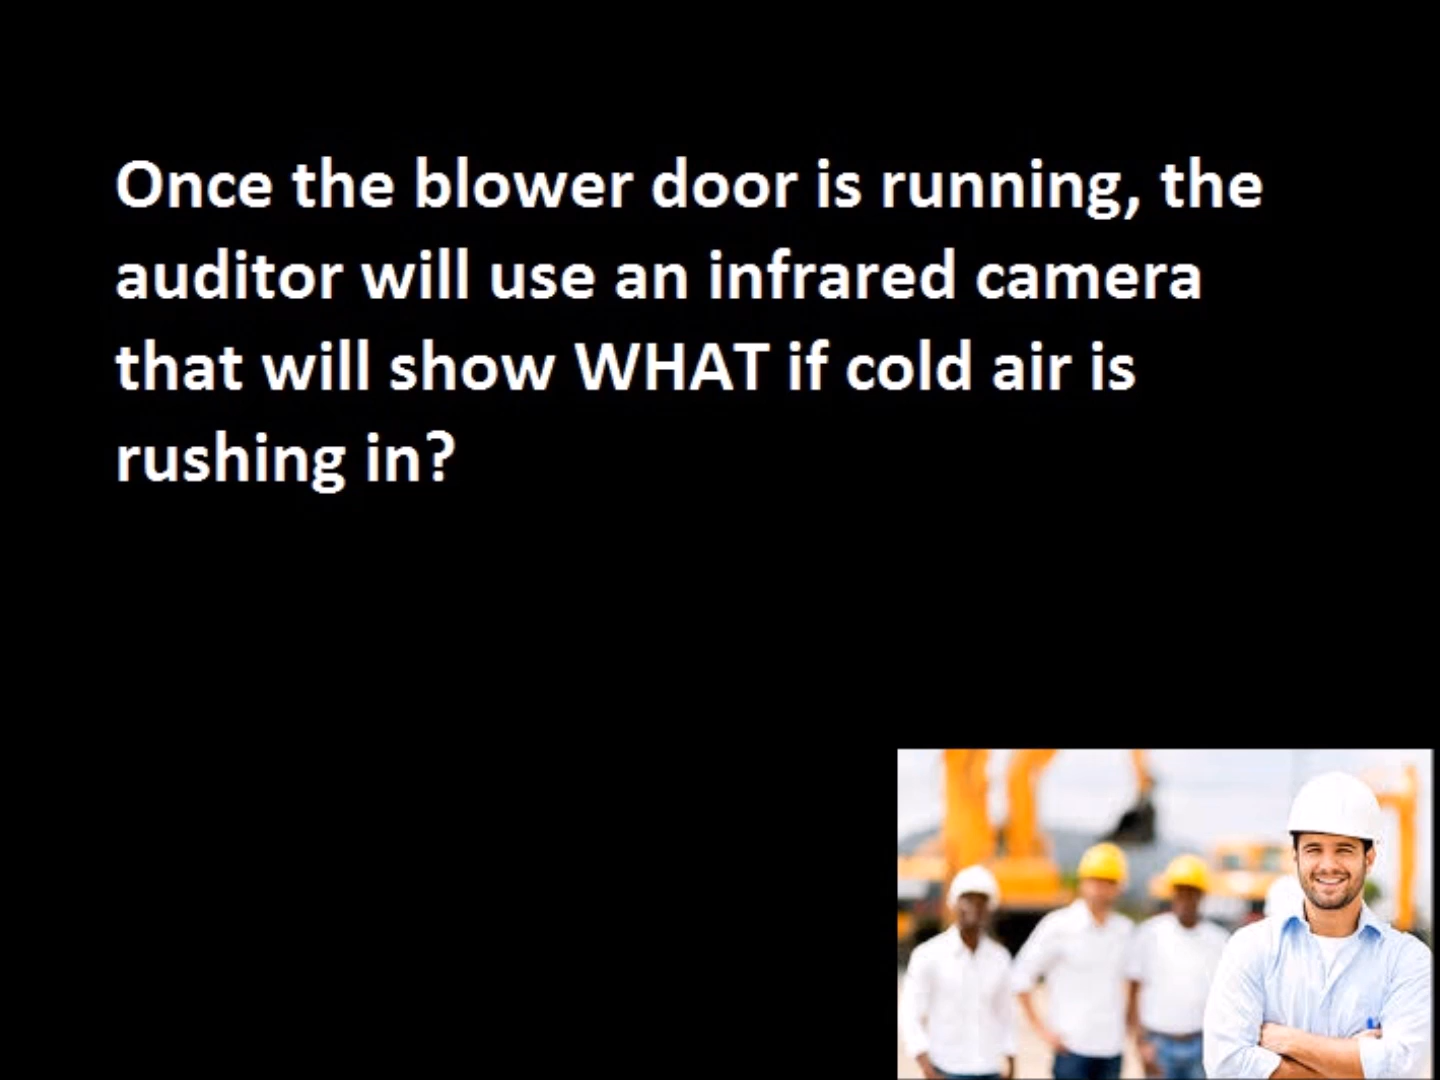 Once the blower door is running, the
auditor will use an infrared camera
that will show WHAT if cold air is
rushing in?